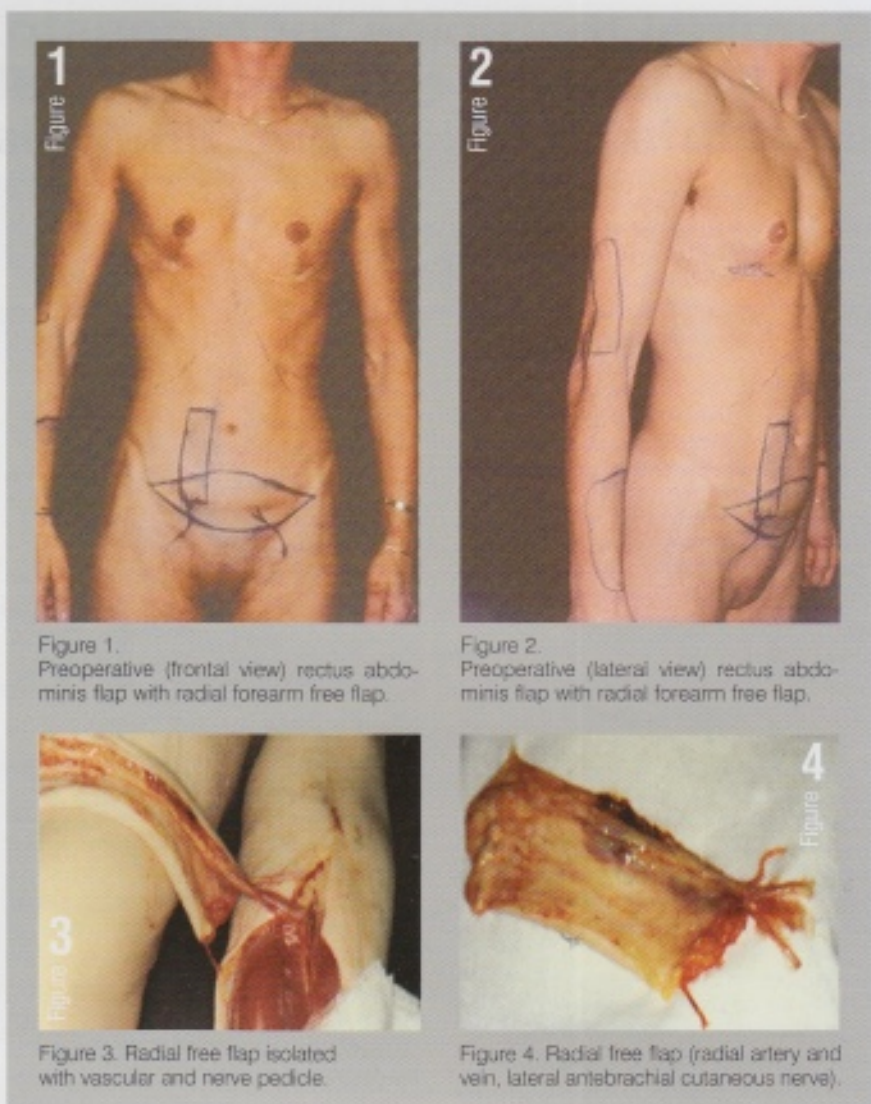 Figure 1
Figure 2
Figure 1.
Preoperative (frontal view) rectus abdo-
minis flap with radial forearm free flap.
Figure 2.
Preoperative (lateral view) rectus abdo-
minis flap with radial forearm free flap.
Figure 3
Figure 4
Figure 3. Radial free flap isolated
with vascular and nerve pedicle.
Figure 4. Radial free flap (radial artery and
vein, lateral antebrachial cutaneous nerve).